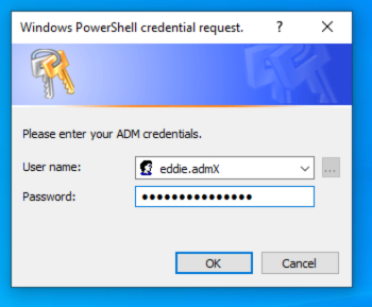 Windows PowerShell credential request.
Please enter your ADM credentials.
User name:
eddie.admX
...
Password:
●●●●●●●●●●●●●●●
OK
Cancel